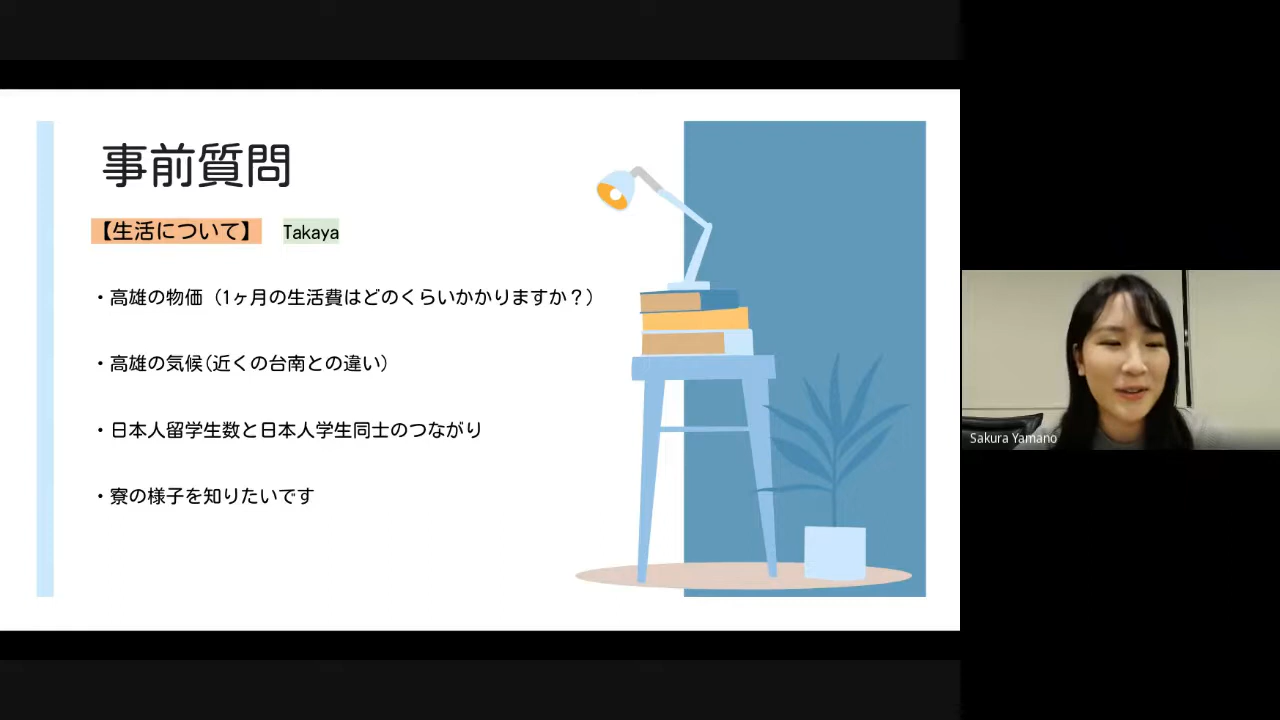 事前質問
【生活について】 Takaya
・高雄の物価（1ヶ月の生活費はどのくらいかかりますか？）
・高雄の気候(近くの台南との違い)
・日本人留学生数と日本人学生同士のつながり
・寮の様子を知りたいです
Sakura Yamano